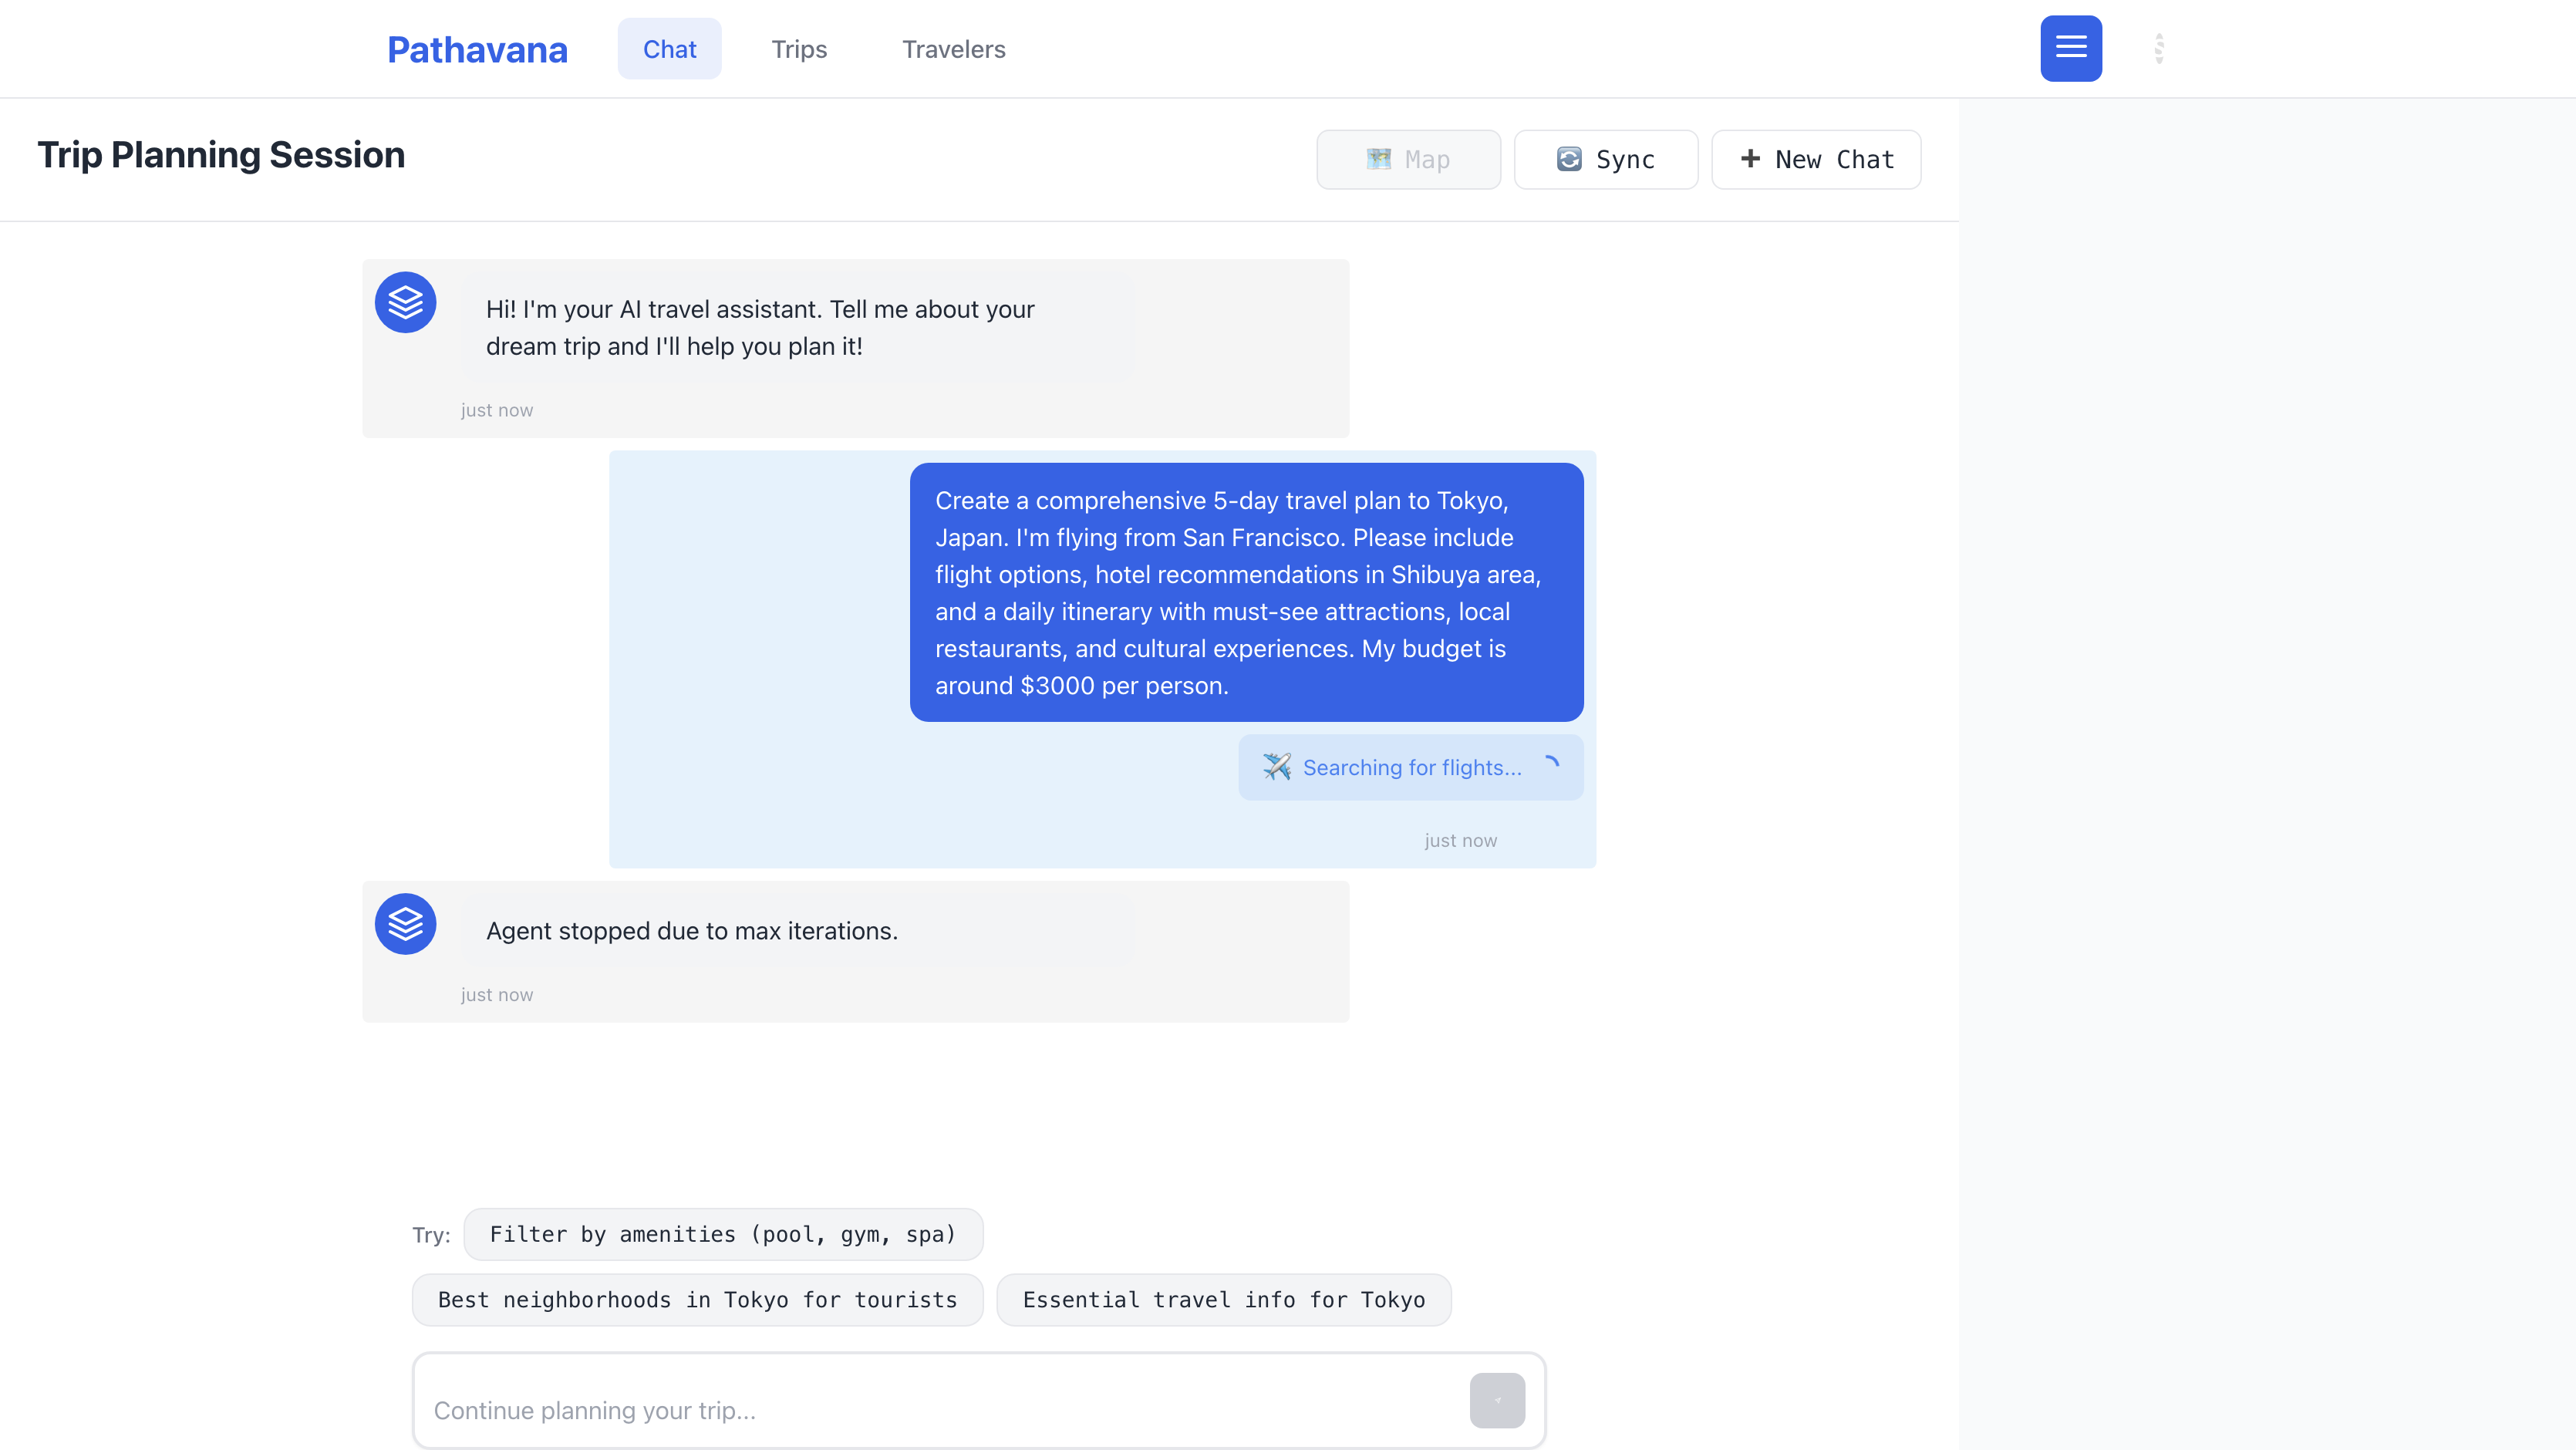 Pathavana
Chat
Trips
Travelers
Trip Planning Session
Map
Sync
+ New Chat
Hi! I'm your AI travel assistant. Tell me about your
dream trip and I'll help you plan it!
just now
Create a comprehensive 5-day travel plan to Tokyo,
Japan. I'm flying from San Francisco. Please include
flight options, hotel recommendations in Shibuya area,
and a daily itinerary with must-see attractions, local
restaurants, and cultural experiences. My budget is
around $3000 per person.
Searching for flights...
just now
Agent stopped due to max iterations.
just now
Try:
Filter by amenities (pool, gym, spa)
Best neighborhoods in Tokyo for tourists
Essential travel info for Tokyo
Continue planning your trip...